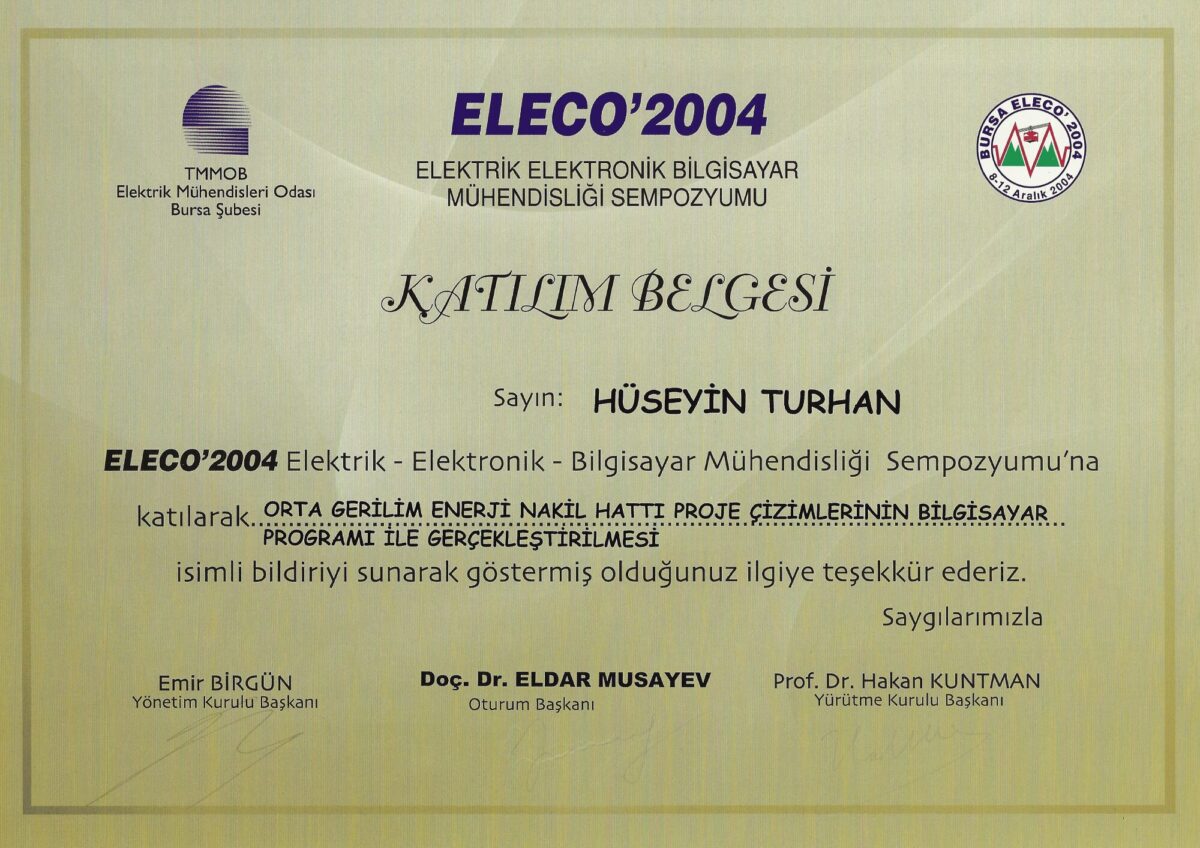 TMMOB
Elektrik Mühendisleri Odası
Bursa Şubesi
ELECO'2004
ELEKTRİK ELEKTRONİK BİLGİSAYAR
MÜHENDİSLİĞİ SEMPOZYUMU
BURSA ELECO' 2004
8-12 Aralık 2004
KATILIM BELGESİ
Sayın: HÜSEYİN TURHAN
ELECO'2004 Elektrik - Elektronik - Bilgisayar Mühendisliği Sempozyumu'na
katılarak..ORTA GERİLİM ENERJİ NAKİL HATTI PROJE ÇİZİMLERİNİN BİLGİSAYAR
PROGRAMI İLE GERÇEKLEŞTİRİLMESİ
isimli bildiriyi sunarak göstermiş olduğunuz ilgiye teşekkür ederiz.
Saygılarımızla
Emir BİRGÜN
Yönetim Kurulu Başkanı
Doç. Dr. ELDAR MUSAYEV
Oturum Başkanı
Prof. Dr. Hakan KUNTMAN
Yürütme Kurulu Başkanı